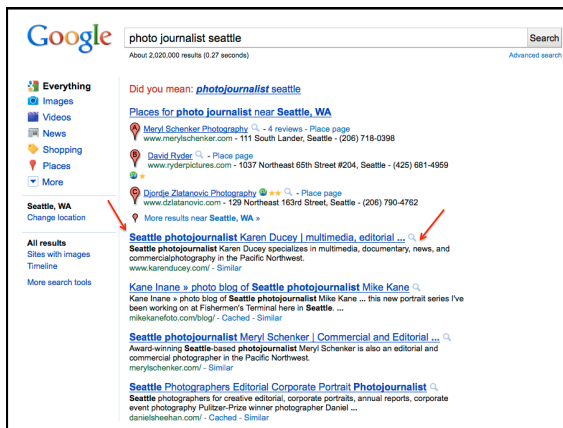 Google
photo journalist seattle
Search
About 2,020,000 results (0.27 seconds)
Advanced search
Everything
Images
Videos
News
Shopping
Places
More
Seattle, WA
Change location
All results
Sites with images
Timeline
More search tools
Did you mean: photojournalist seattle
Places for photo journalist near Seattle, WA
A Meryl Schenker Photography - 4 reviews - Place page
www.merylschenker.com - 111 South Lander, Seattle - (206) 718-0398
B David Ryder - Place page
www.ryderpictures.com - 1037 Northeast 65th Street #204, Seattle - (425) 681-4959
C Djordje Zlatanovic Photography - Place page
www.dzlatanovic.com - 129 Northeast 163rd Street, Seattle - (206) 790-4762
More results near Seattle, WA »
Seattle photojournalist Karen Ducey | multimedia, editorial ...
Seattle photojournalist Karen Ducey specializes in multimedia, documentary, news, and
commercialphotography in the Pacific Northwest.
www.karenducey.com/ - Similar
Kane Inane » photo blog of Seattle photojournalist Mike Kane
Kane Inane » photo blog of Seattle photojournalist Mike Kane ... this new portrait series I've
been working on at Fishermen's Terminal here in Seattle. ...
mikekanefoto.com/blog/ - Cached - Similar
Seattle photojournalist Meryl Schenker | Commercial and Editorial ...
Award-winning Seattle-based photojournalist Meryl Schenker is also an editorial and
commercial photographer in the Pacific Northwest.
merylschenker.com/ - Similar
Seattle Photographers Editorial Corporate Portrait Photojournalist
Seattle photographers for creative editorial, corporate portraits, annual reports, corporate
event photography Pulitzer-Prize winner photographer Daniel ...
danielsheehan.com/ - Cached - Similar